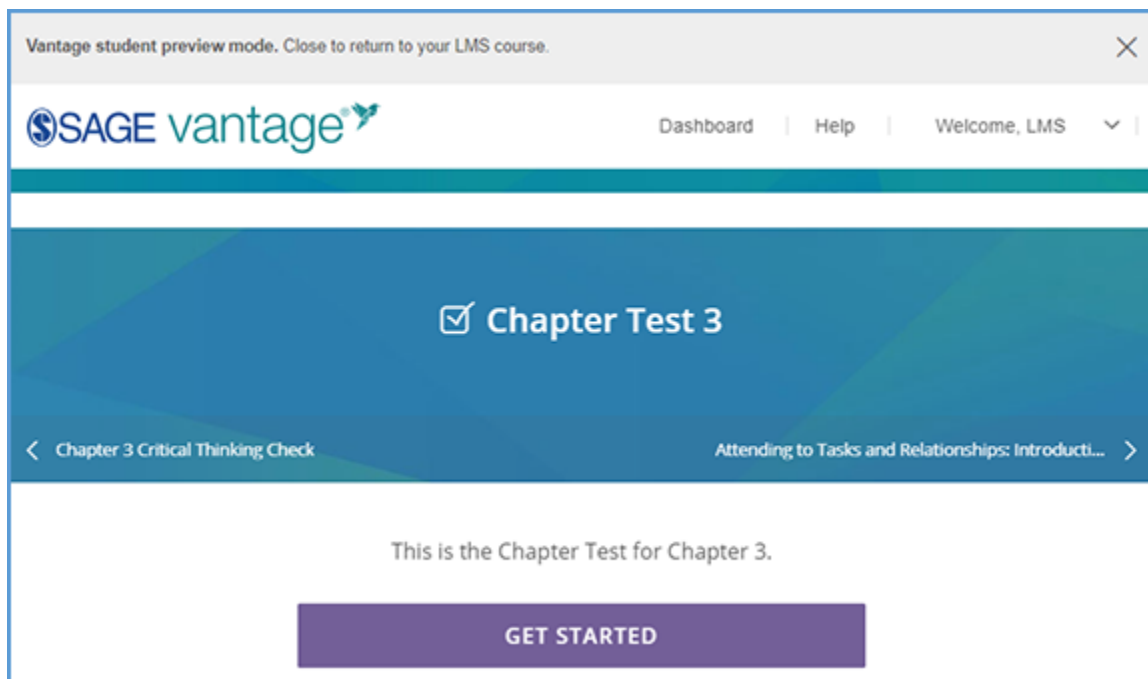 Vantage student preview mode. Close to return to your LMS course.
SAGE vantage®
Dashboard | Help | Welcome, LMS
Chapter Test 3
Chapter 3 Critical Thinking Check
Attending to Tasks and Relationships: Introducti...
This is the Chapter Test for Chapter 3.
GET STARTED